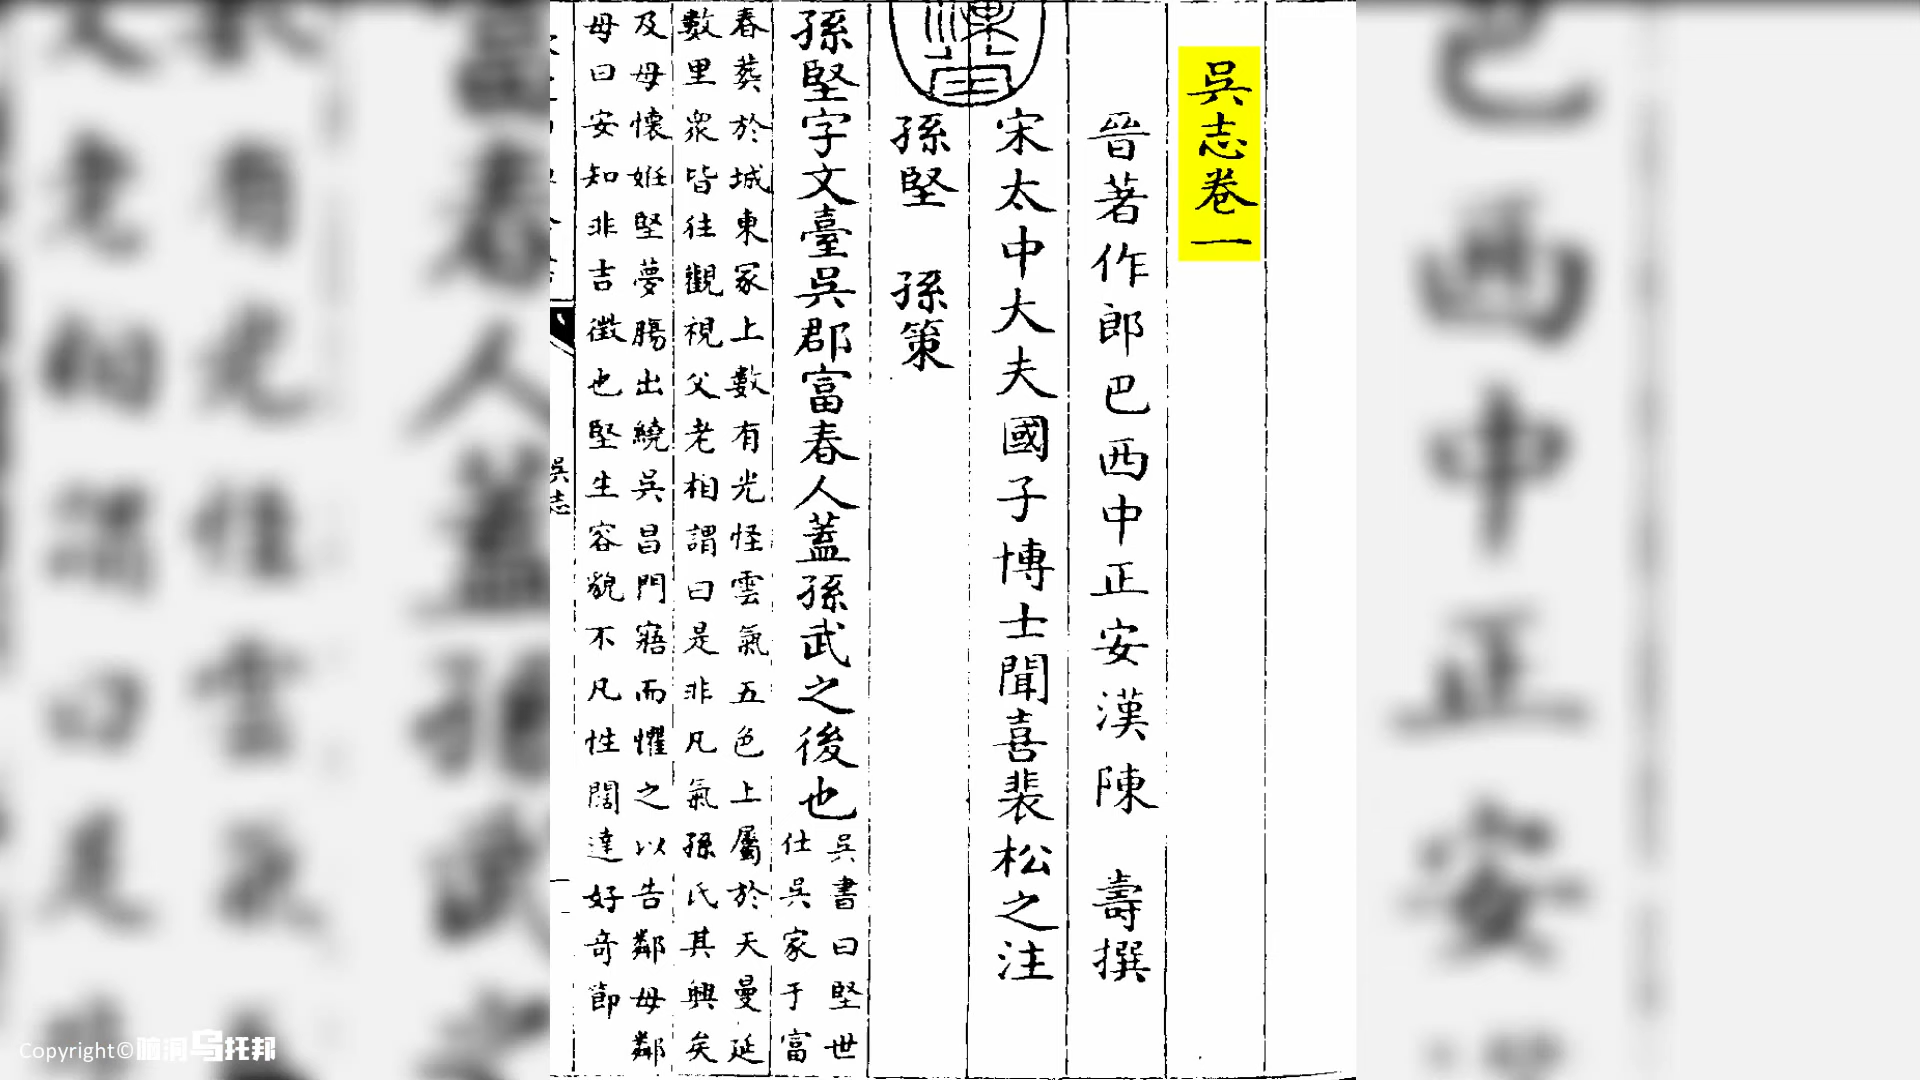 吳志卷一
晉著作郎巴西中正安漢陳 壽撰
宋太中大夫國子博士聞喜裴松之注
孫堅 孫策
孫堅字文臺吳郡富春人蓋孫武之後也
吳書曰堅世
仕吳家于富
春葬於城東冢上數有光怪雲氣五色上屬於天曼延
數里衆皆往觀視父老相謂曰是非凡氣孫氏其興矣
及母懷姙堅夢腸出繞吳昌門寤而懼之以告鄰母鄰
母曰安知非吉徵也堅生容貌不凡性闊達好奇節
吳志
Copyright©脑洞乌托邦